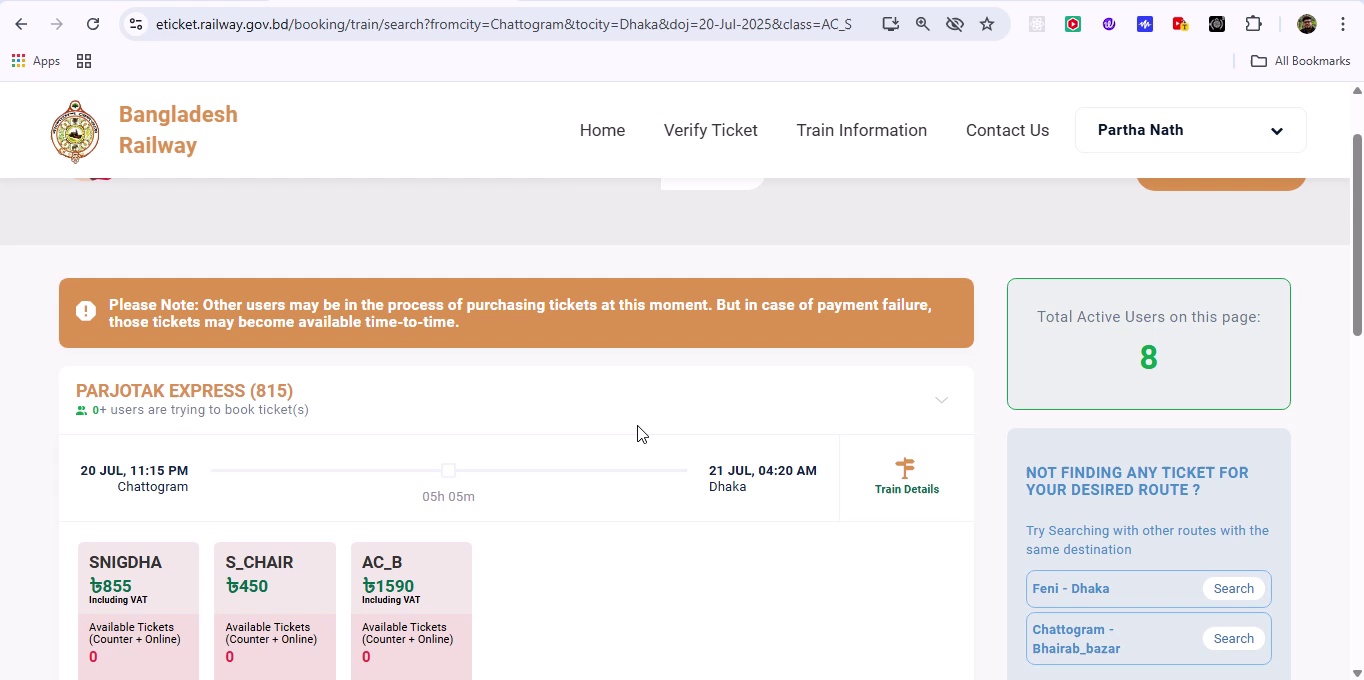 eticket.railway.gov.bd/booking/train/search?fromcity=Chattogram&tocity=Dhaka&doj=20-Jul-2025&class=AC_S
Apps
All Bookmarks
Bangladesh
Railway
Home
Verify Ticket
Train Information
Contact Us
Partha Nath
Please Note: Other users may be in the process of purchasing tickets at this moment. But in case of payment failure,
those tickets may become available time-to-time.
Total Active Users on this page:
8
PARJOTAK EXPRESS (815)
0+ users are trying to book ticket(s)
20 JUL, 11:15 PM
Chattogram
05h 05m
21 JUL, 04:20 AM
Dhaka
Train Details
SNIGDHA
৳855
Including VAT
Available Tickets
(Counter + Online)
0
S_CHAIR
৳450
Available Tickets
(Counter + Online)
0
AC_B
৳1590
Including VAT
Available Tickets
(Counter + Online)
0
NOT FINDING ANY TICKET FOR
YOUR DESIRED ROUTE ?
Try Searching with other routes with the
same destination
Feni - Dhaka
Search
Chattogram -
Bhairab_bazar
Search